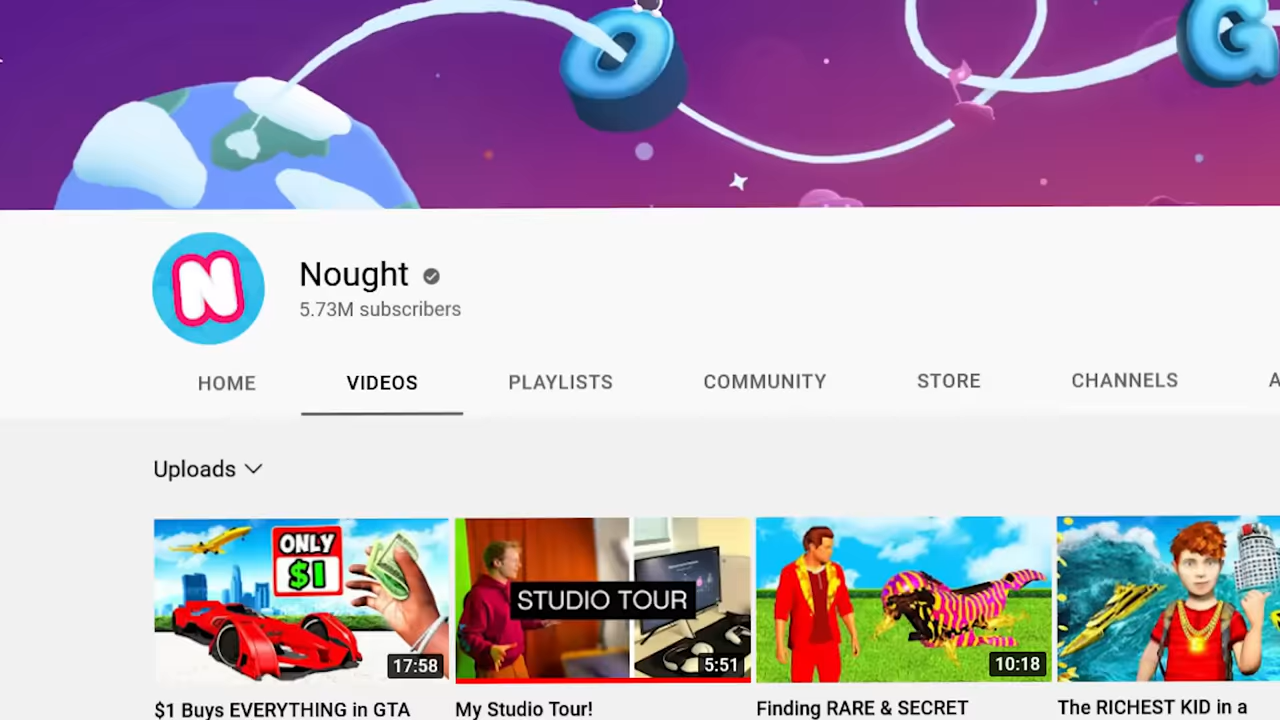 O
G
N
Nought
5.73M subscribers
HOME VIDEOS PLAYLISTS COMMUNITY STORE CHANNELS A
Uploads
ONLY
$1
STUDIO TOUR
17:58
5:51
10:18
$1 Buys EVERYTHING in GTA
My Studio Tour!
Finding RARE & SECRET
The RICHEST KID in a